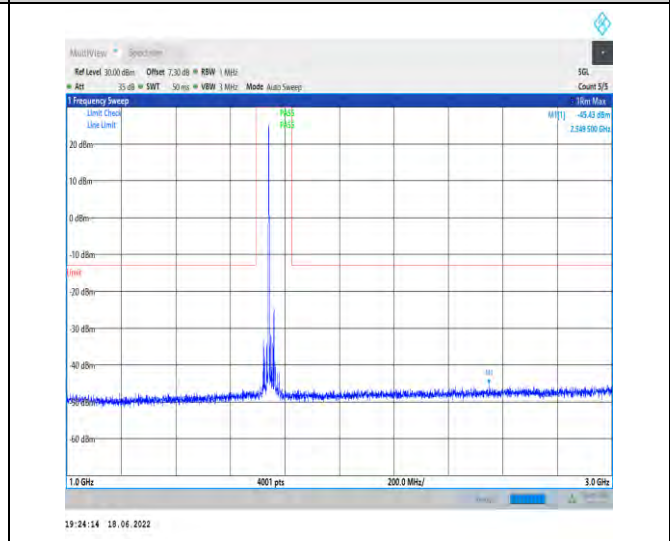 MultiView Spectrum
Ref Level 30.00 dBm Offset 7.30 dB RBW 1 MHz SGL
Att 35 dB SWT 50 ms VBW 3 MHz Mode Auto Sweep Count 5/5
1 Frequency Sweep 1Rm Max
Limit Check PASS M1[1] -45.43 dBm
Line Limit PASS 2.549 500 GHz
20 dBm
10 dBm
0 dBm
-10 dBm
Limit
-20 dBm
-30 dBm
-40 dBm
M1
-50 dBm
-60 dBm
1.0 GHz 4001 pts 200.0 MHz/ 3.0 GHz
19:24:14 18.06.2022